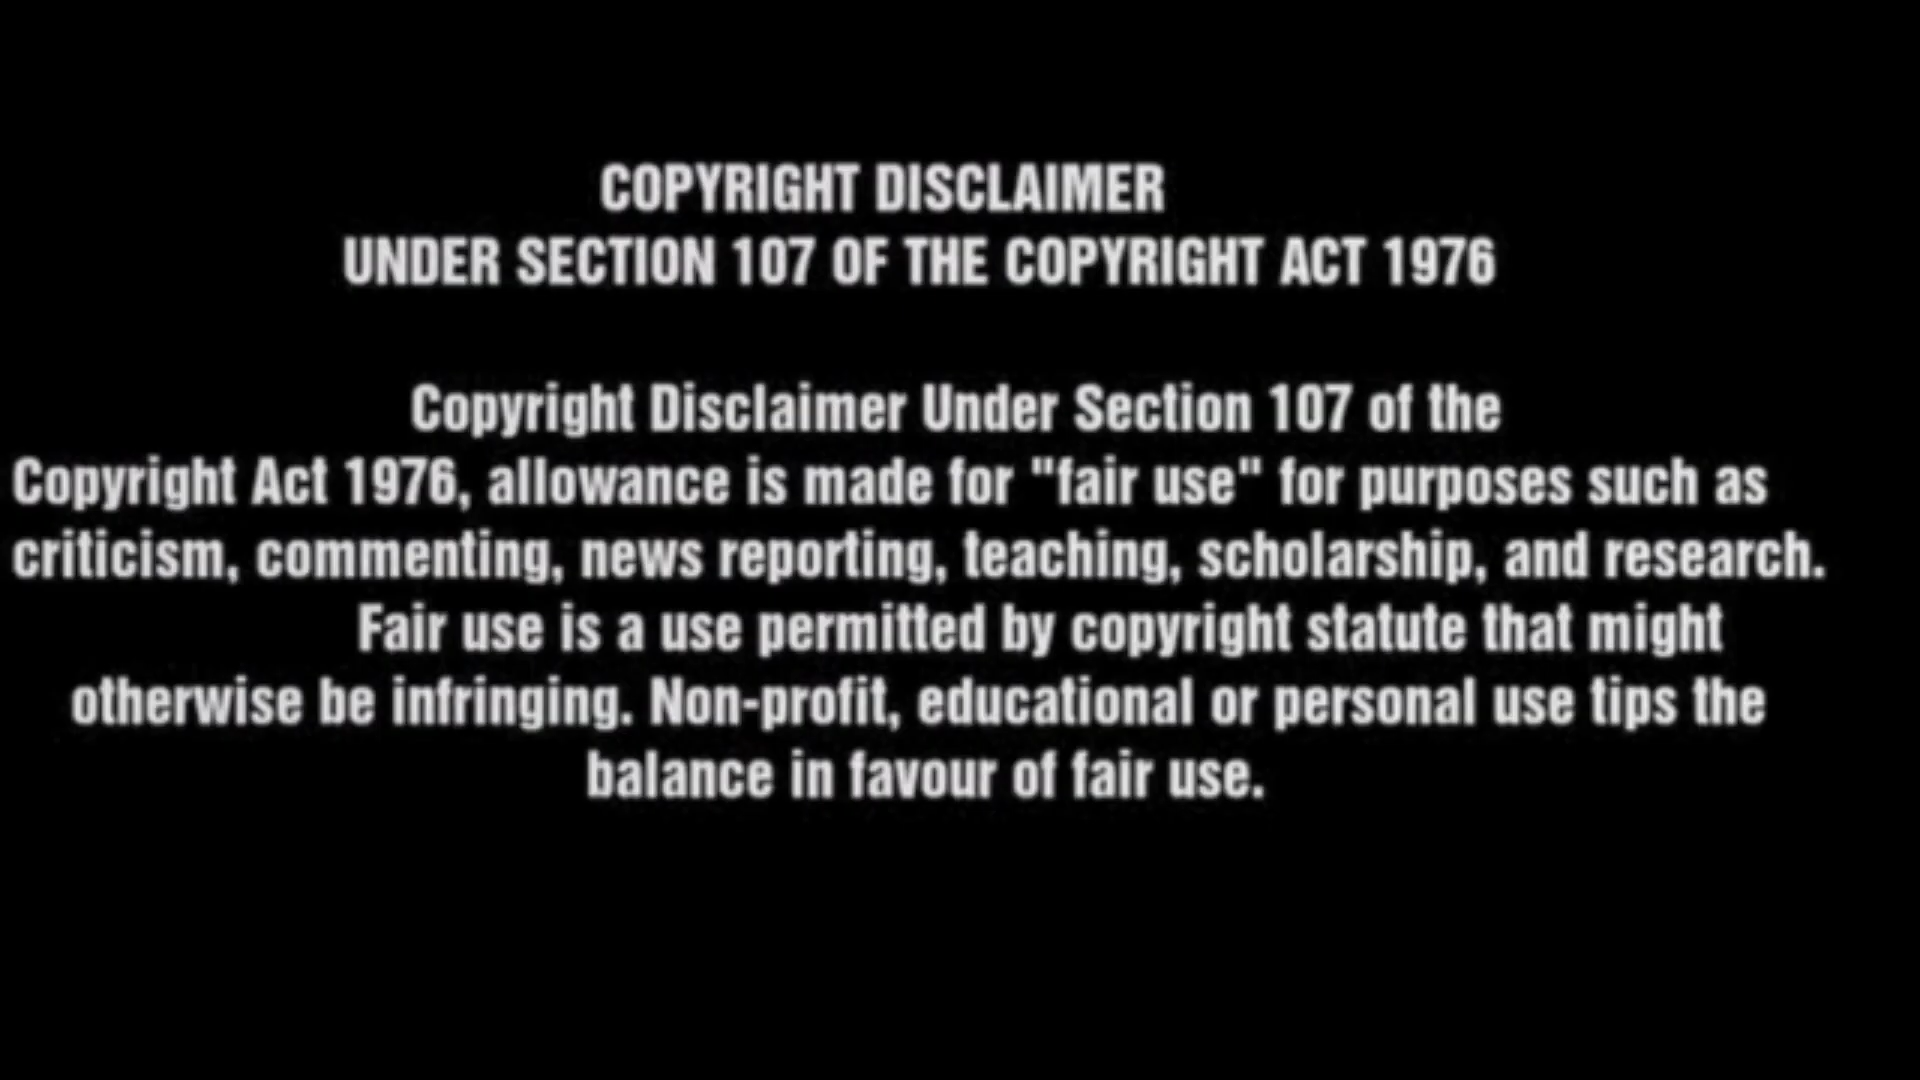 COPYRIGHT DISCLAIMER
UNDER SECTION 107 OF THE COPYRIGHT ACT 1976
Copyright Disclaimer Under Section 107 of the
Copyright Act 1976, allowance is made for "fair use" for purposes such as
criticism, commenting, news reporting, teaching, scholarship, and research.
Fair use is a use permitted by copyright statute that might
otherwise be infringing. Non-profit, educational or personal use tips the
balance in favour of fair use.